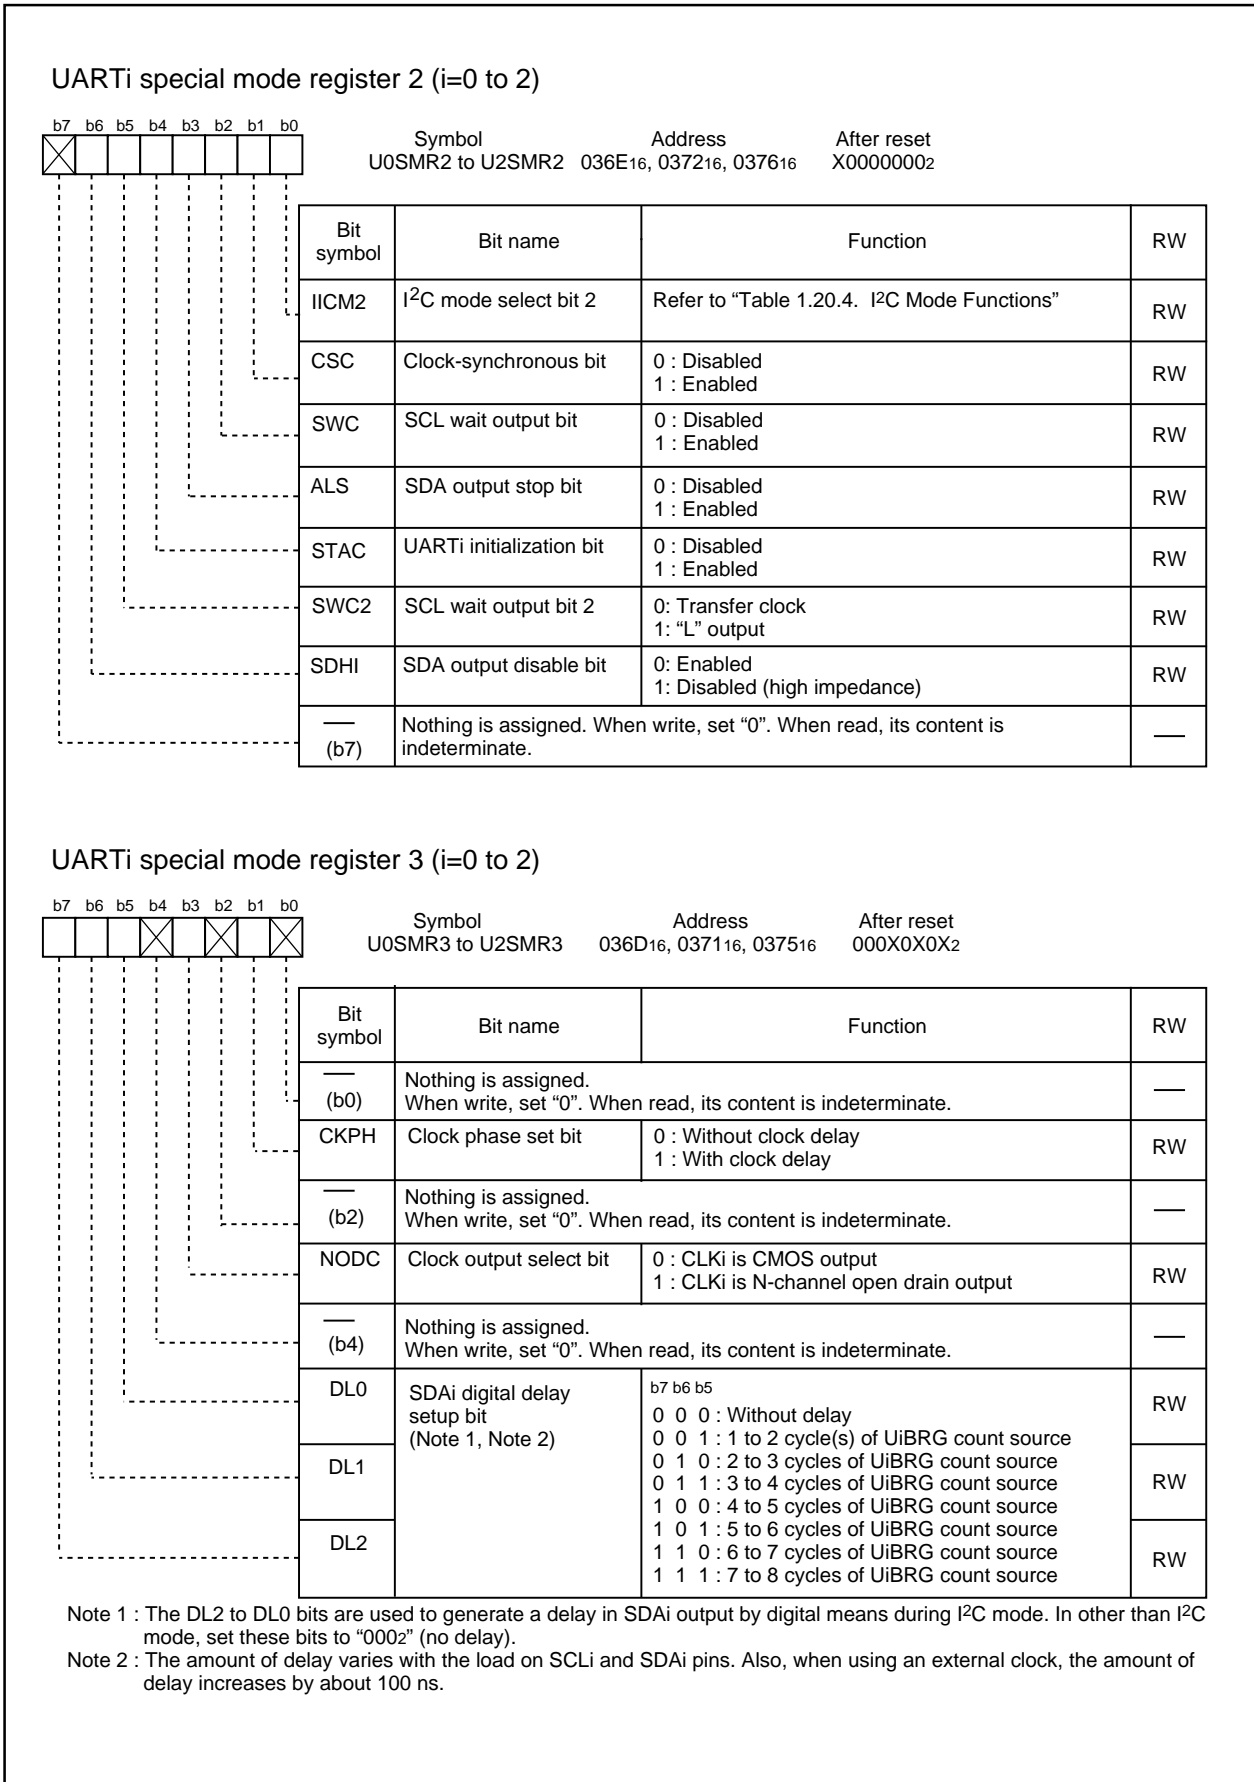 UARTi special mode register 2 (i=0 to 2)
b7 b6 b5 b4 b3 b2 b1 b0
Symbol Address After reset
U0SMR2 to U2SMR2 036E16, 037216, 037616 X00000002
Bit symbol Bit name Function RW
IICM2 I2C mode select bit 2 Refer to “Table 1.20.4. I2C Mode Functions” RW
CSC Clock-synchronous bit 0 : Disabled
1 : Enabled RW
SWC SCL wait output bit 0 : Disabled
1 : Enabled RW
ALS SDA output stop bit 0 : Disabled
1 : Enabled RW
STAC UARTi initialization bit 0 : Disabled
1 : Enabled RW
SWC2 SCL wait output bit 2 0: Transfer clock
1: “L” output RW
SDHI SDA output disable bit 0: Enabled
1: Disabled (high impedance) RW
(b7) Nothing is assigned. When write, set “0”. When read, its content is
indeterminate. —
UARTi special mode register 3 (i=0 to 2)
b7 b6 b5 b4 b3 b2 b1 b0
Symbol Address After reset
U0SMR3 to U2SMR3 036D16, 037116, 037516 000X0X0X2
Bit symbol Bit name Function RW
(b0) Nothing is assigned.
When write, set “0”. When read, its content is indeterminate. —
CKPH Clock phase set bit 0 : Without clock delay
1 : With clock delay RW
(b2) Nothing is assigned.
When write, set “0”. When read, its content is indeterminate. —
NODC Clock output select bit 0 : CLKi is CMOS output
1 : CLKi is N-channel open drain output RW
(b4) Nothing is assigned.
When write, set “0”. When read, its content is indeterminate. —
DL0 SDAi digital delay
setup bit
(Note 1, Note 2) b7 b6 b5 RW
0 0 0 : Without delay
0 0 1 : 1 to 2 cycle(s) of UiBRG count source
DL1 0 1 0 : 2 to 3 cycles of UiBRG count source
0 1 1 : 3 to 4 cycles of UiBRG count source RW
1 0 0 : 4 to 5 cycles of UiBRG count source
1 0 1 : 5 to 6 cycles of UiBRG count source
DL2 1 1 0 : 6 to 7 cycles of UiBRG count source
1 1 1 : 7 to 8 cycles of UiBRG count source RW
Note 1 : The DL2 to DL0 bits are used to generate a delay in SDAi output by digital means during I2C mode. In other than I2C
mode, set these bits to “0002” (no delay).
Note 2 : The amount of delay varies with the load on SCLi and SDAi pins. Also, when using an external clock, the amount of
delay increases by about 100 ns.